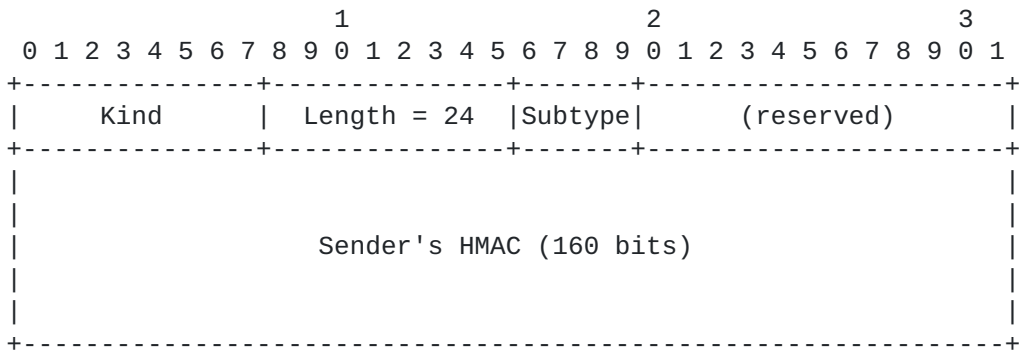 1                   2                   3
 0 1 2 3 4 5 6 7 8 9 0 1 2 3 4 5 6 7 8 9 0 1 2 3 4 5 6 7 8 9 0 1
+---------------+---------------+-------+-----------------------+
|     Kind      |  Length = 24  |Subtype|      (reserved)       |
+---------------+---------------+-------+-----------------------+
|                                                               |
|                                                               |
|                   Sender's HMAC (160 bits)                    |
|                                                               |
|                                                               |
+---------------------------------------------------------------+